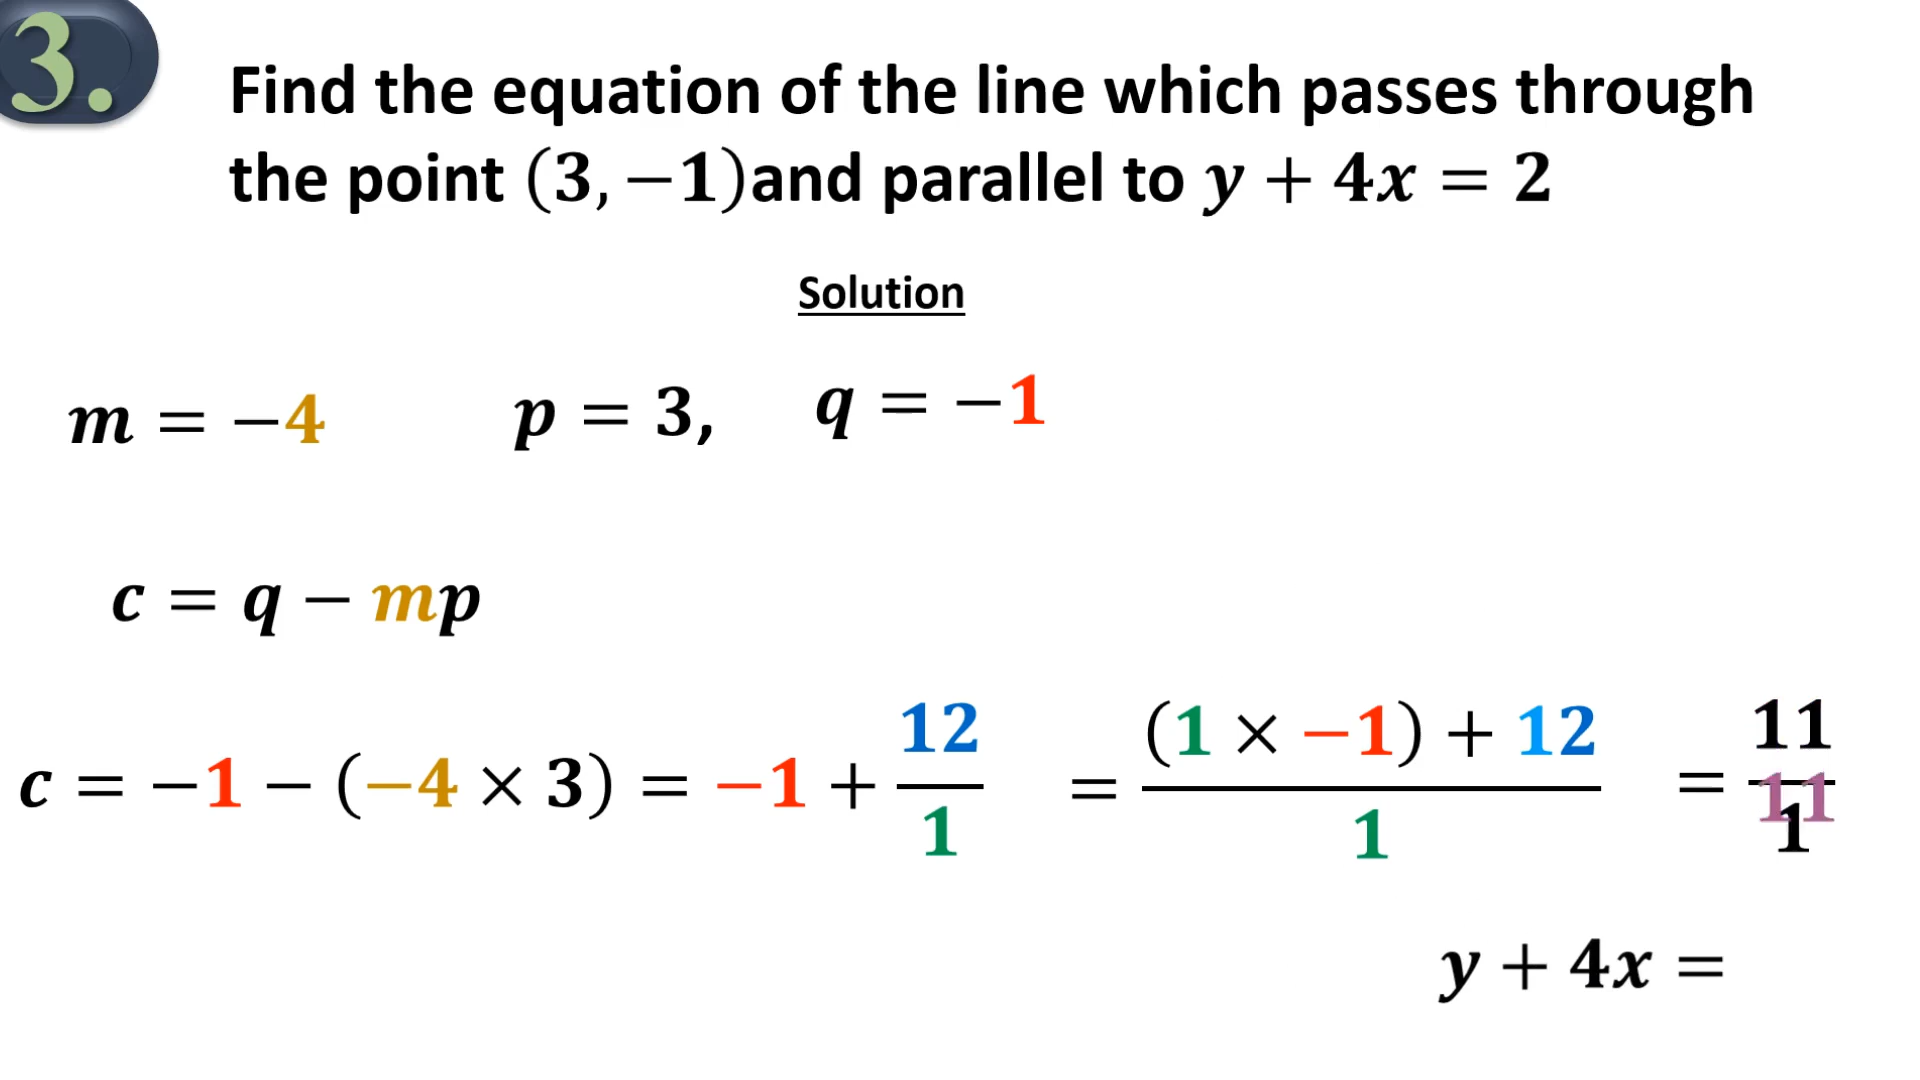 3.
Find the equation of the line which passes through
the point (3, −1)and parallel to y + 4x = 2
Solution
m = −4 p = 3, q = −1
c = q − mp
c = −1 − (−4 × 3) = −1 + 12/1 = ((1 × −1) + 12)/1 = 11/1
11
y + 4x =